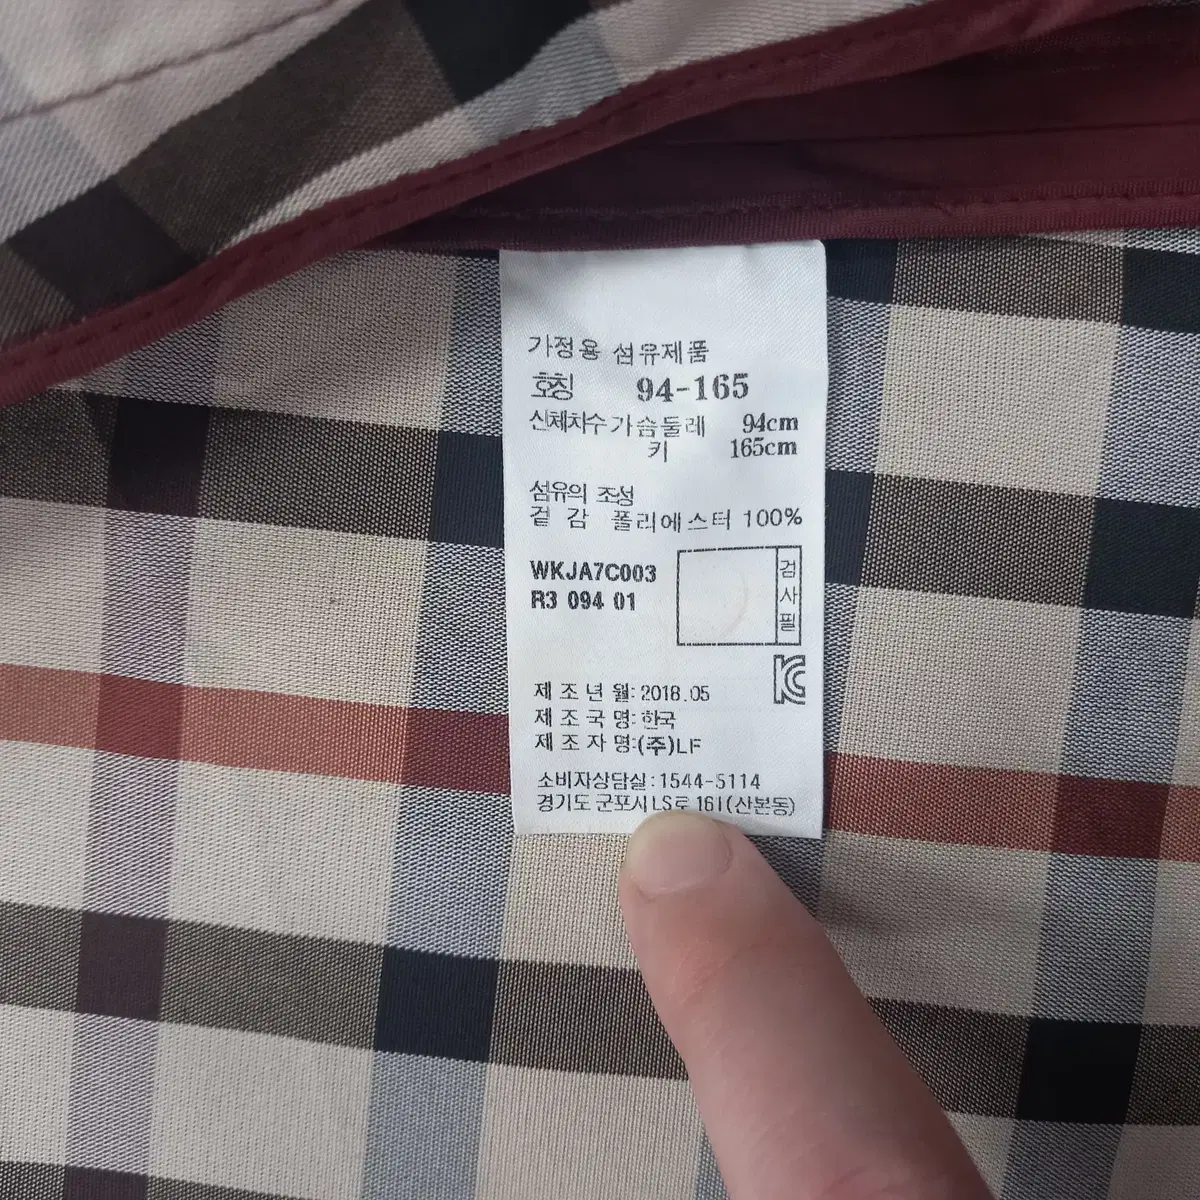 가정용 섬유제품
호칭 94-165
신체치수 가슴둘레 94cm
키 165cm
섬유의 조성
겉 감 폴리에스터 100%
WKJA7C003
R3 094 01
검사필
KC
제 조 년 월: 2018.05
제 조 국 명: 한국
제 조 자 명:(주)LF
소비자상담실:1544-5114
경기도 군포시 LS로 161(산본동)